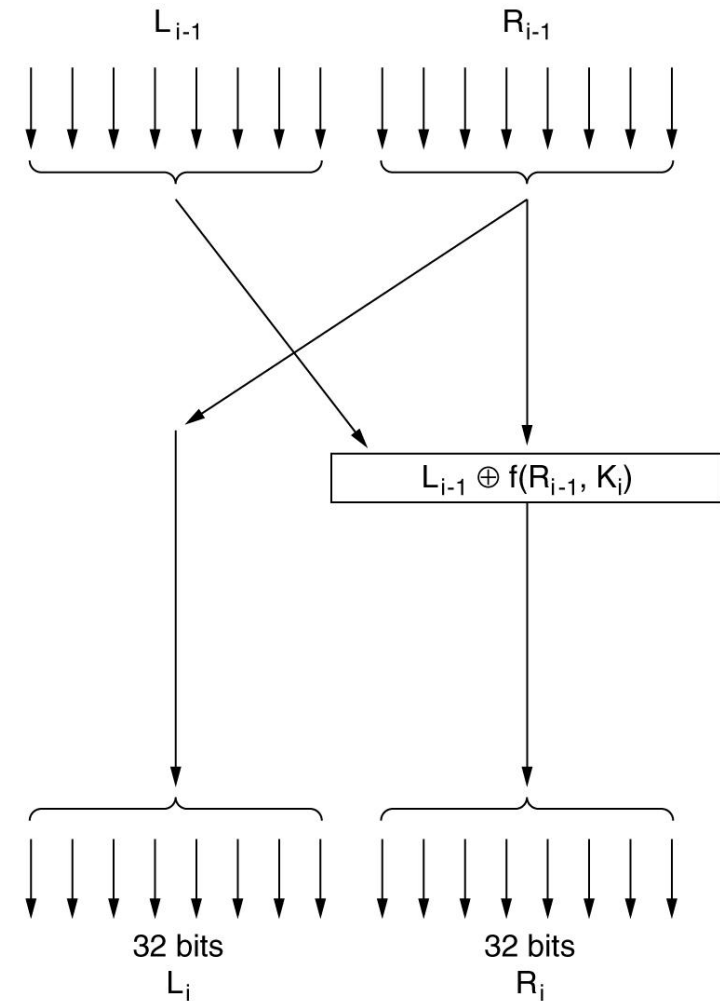 L_{i-1}
R_{i-1}
L_{i-1} ⊕ f(R_{i-1}, K_i)
32 bits
L_i
32 bits
R_i